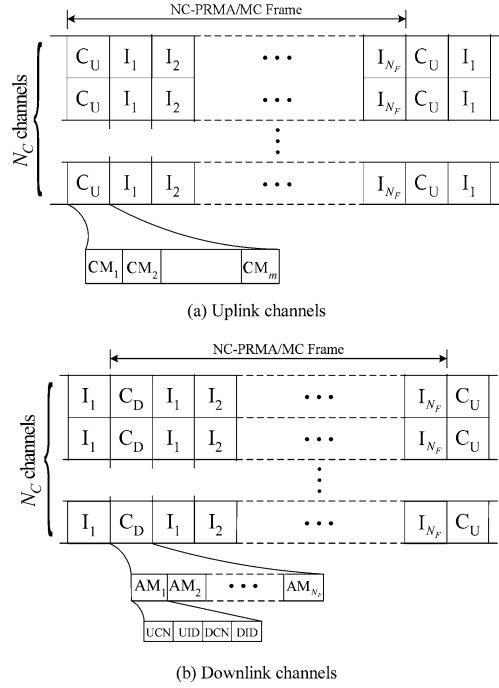 NC-PRMA/MC Frame
C_U I_1 I_2 ••• I_{N_F} C_U I_1
C_U I_1 I_2 ••• I_{N_F} C_U I_1
N_C channels
C_U I_1 I_2 ••• I_{N_F} C_U I_1
CM_1 CM_2 CM_m
(a) Uplink channels
NC-PRMA/MC Frame
I_1 C_D I_1 I_2 ••• I_{N_F} C_U
I_1 C_D I_1 I_2 ••• I_{N_F} C_U
N_C channels
I_1 C_D I_1 I_2 ••• I_{N_F} C_U
AM_1 AM_2 ••• AM_{N_F}
UCN UID DCN DID
(b) Downlink channels